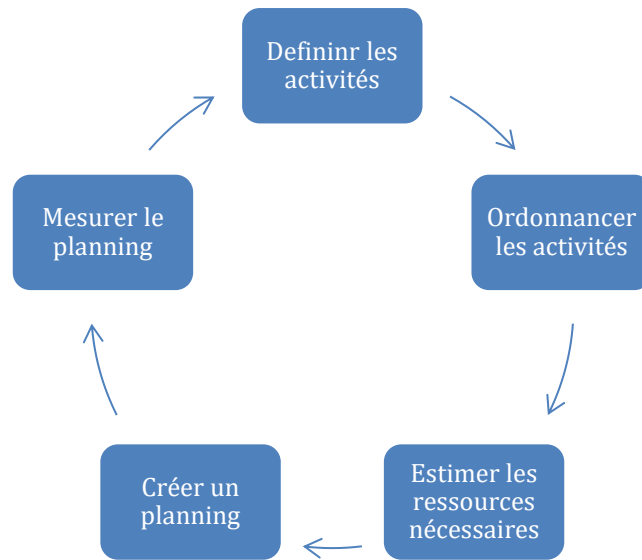 Defininr les
activités
Ordonnancer
les activités
Estimer les
ressources
nécessaires
Créer un
planning
Mesurer le
planning